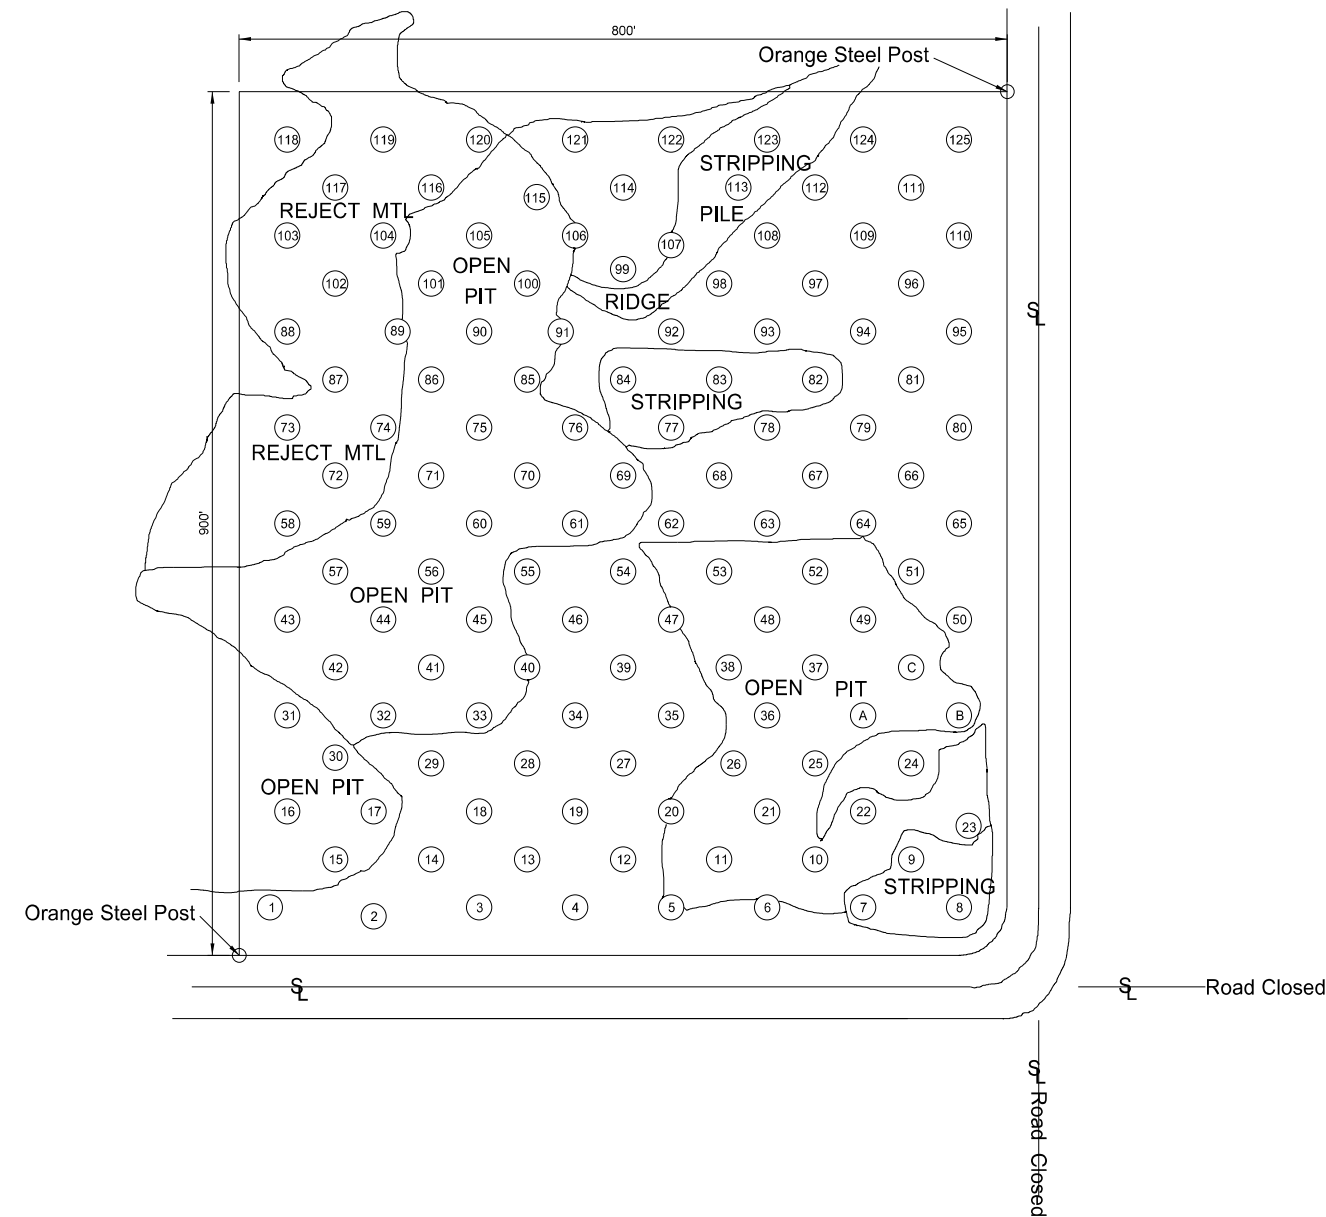 800'
Orange Steel Post
118 119 120 121 122 123 124 125
STRIPPING
117 116 115 114 113 112 111
REJECT MTL PILE
103 104 105 106 107 108 109 110
OPEN
99
102 101 100 98 97 96
PIT RIDGE
SL
88 89 90 91 92 93 94 95
87 86 85 84 83 82 81
STRIPPING
73 74 75 76 77 78 79 80
REJECT MTL
72 71 70 69 68 67 66
900'
58 59 60 61 62 63 64 65
57 56 55 54 53 52 51
OPEN PIT
43 44 45 46 47 48 49 50
42 41 40 39 38 37 C
OPEN PIT
31 32 33 34 35 36 A B
30 29 28 27 26 25 24
OPEN PIT
16 17 18 19 20 21 22 23
15 14 13 12 11 10 9
STRIPPING
1 2 3 4 5 6 7 8
Orange Steel Post
SL
SL Road Closed
SL Road Closed